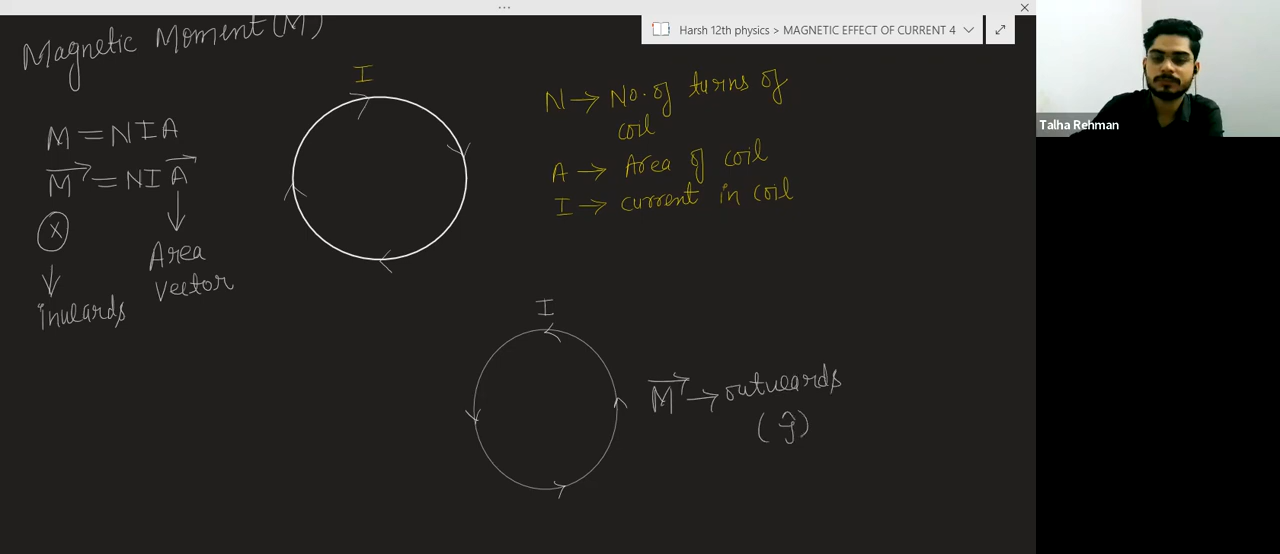 Harsh 12th physics > MAGNETIC EFFECT OF CURRENT 4
Talha Rehman
Magnetic Moment (M)
M = NIA
M⃗ = NI A⃗
X
inwards
Area
Vector
I
N → No. of turns of
coil
A → Area of coil
I → current in coil
I
M⃗ → outwards